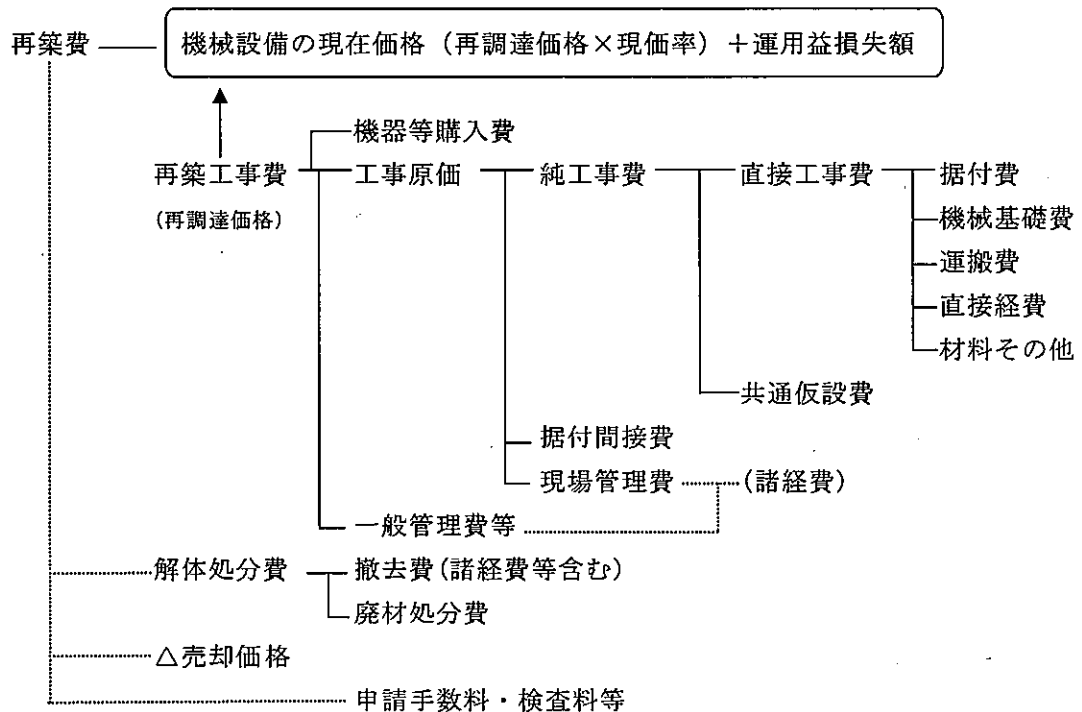 再築費 機械設備の現在価格（再調達価格×現価率）＋運用益損失額
機器等購入費
再築工事費 工事原価 純工事費 直接工事費 据付費
(再調達価格) 機械基礎費
運搬費
直接経費
材料その他
共通仮設費
据付間接費
現場管理費 (諸経費)
一般管理費等
解体処分費 撤去費(諸経費等含む)
廃材処分費
△売却価格
申請手数料・検査料等